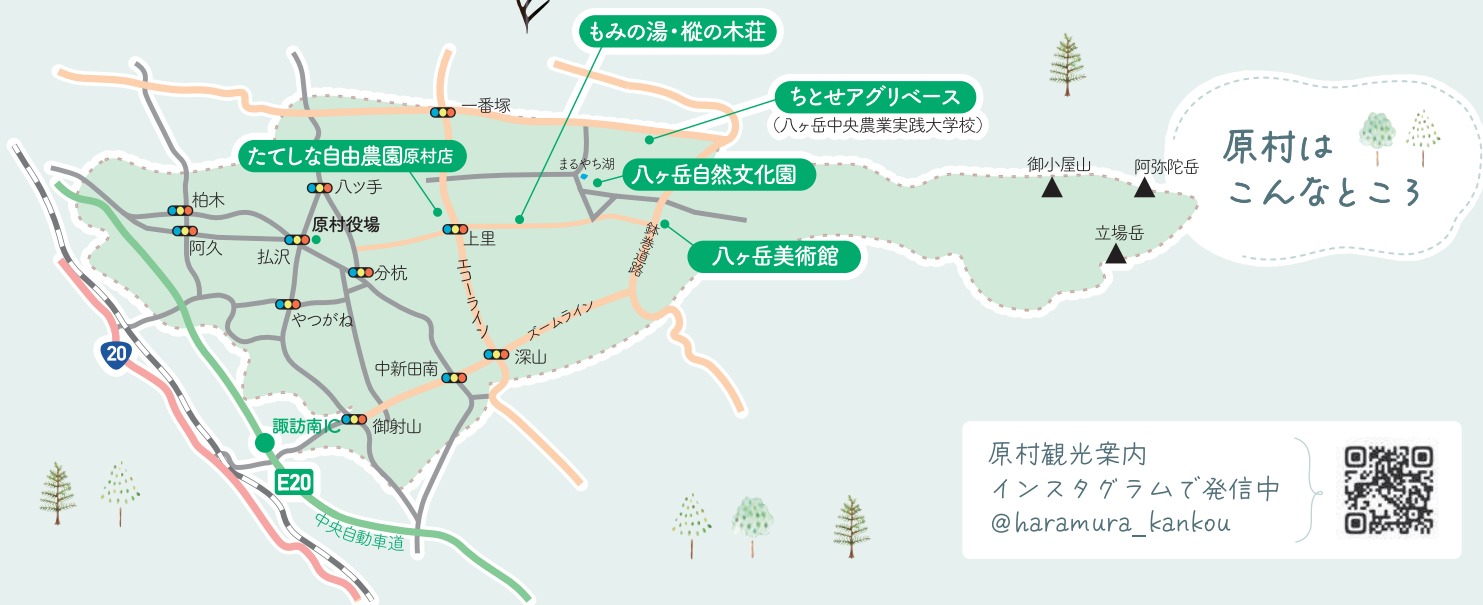 もみの湯・樅の木荘
ちとせアグリベース
(八ヶ岳中央農業実践大学校)
一番塚
たてしな自由農園原村店
まるやち湖
八ヶ岳自然文化園
原村は
こんなところ
御小屋山
阿弥陀岳
立場岳
柏木
八ツ手
原村役場
阿久
払沢
上里
鉢巻道路
八ヶ岳美術館
分杭
エコーライン
やつがね
ズームライン
20
深山
中新田南
諏訪南IC
御射山
E20
中央自動車道
原村観光案内
インスタグラムで発信中
@haramura_kankou